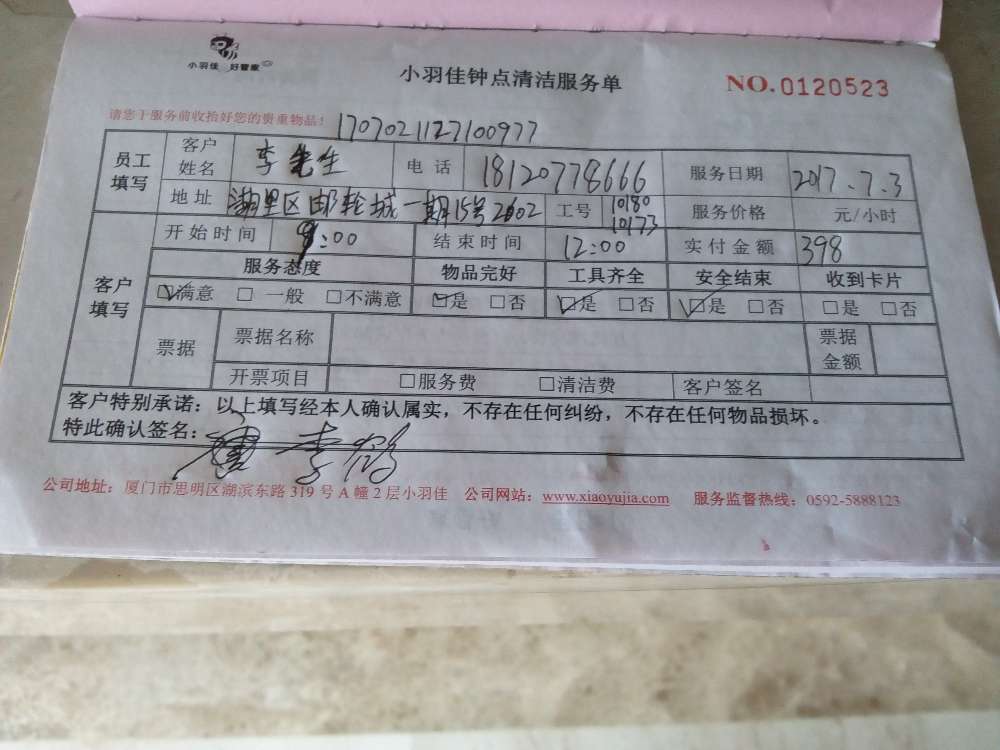 小羽佳 好管家
小羽佳钟点清洁服务单
NO.0120523
请您于服务前收拾好您的贵重物品！
1707021127100977
员工填写 客户姓名 李先生 电话 18120778666 服务日期 2017.7.3
地址 湖里区邮轮城一期15号2602 工号 10180 10173 服务价格 元/小时
客户填写 开始时间 9:00 结束时间 12:00 实付金额 398
服务态度 物品完好 工具齐全 安全结束 收到卡片
☑满意 □一般 □不满意 ☑是 □否 ☑是 □否 ☑是 □否 □是 □否
票据 票据名称 票据金额
开票项目 □服务费 □清洁费 客户签名
客户特别承诺：以上填写经本人确认属实，不存在任何纠纷，不存在任何物品损坏。
特此确认签名：
公司地址：厦门市思明区湖滨东路 319 号 A 幢 2 层小羽佳 公司网站：www.xiaoyujia.com 服务监督热线：0592-5888123